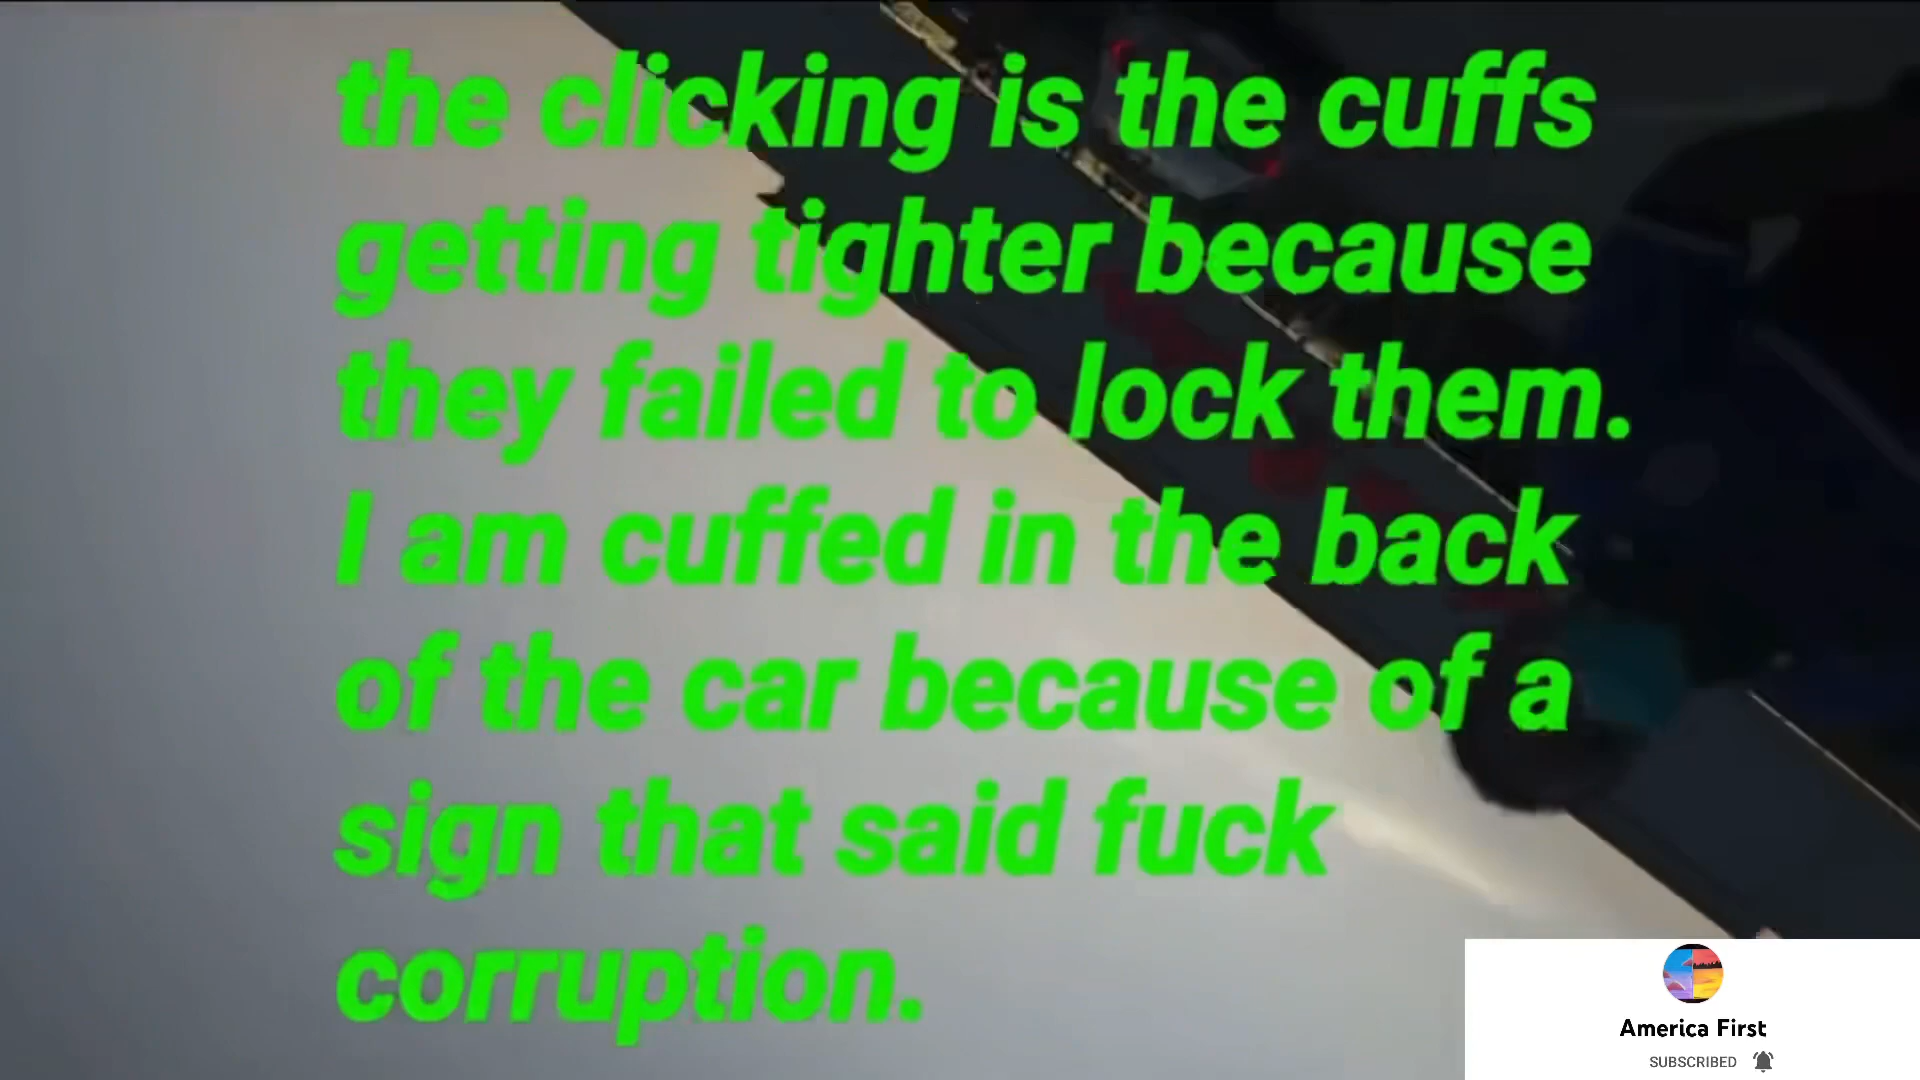 the clicking is the cuffs
getting tighter because
they failed to lock them.
I am cuffed in the back
of the car because of a
sign that said fuck
corruption.
America First
SUBSCRIBED